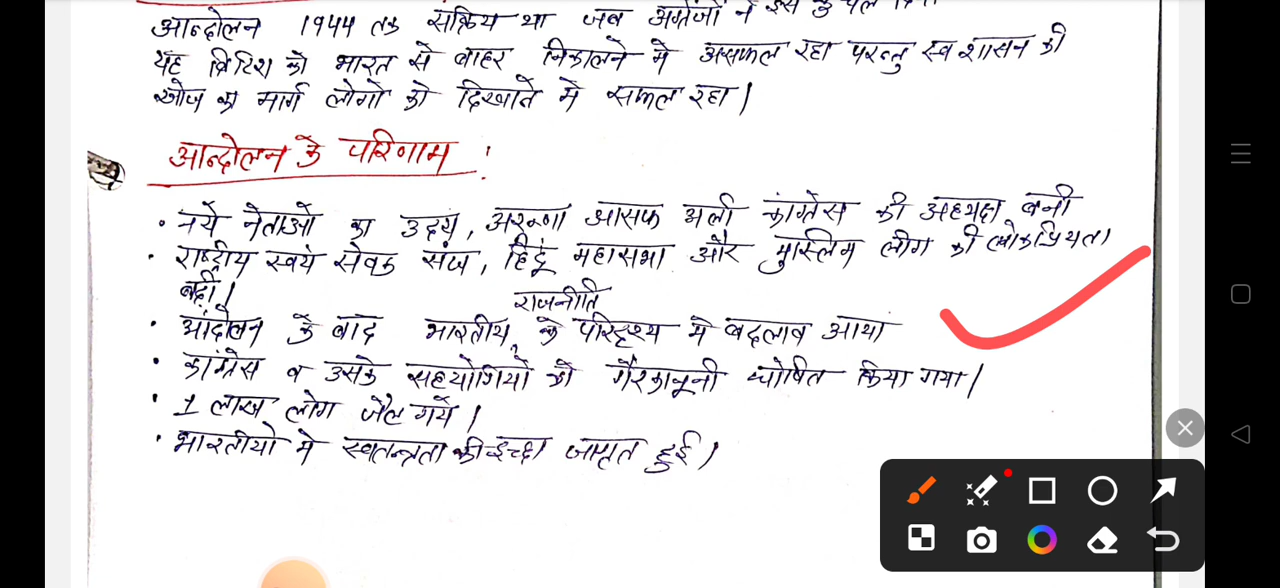 आन्दोलन 1944 तक सक्रिय था जब अंग्रेजों ने इसे कुचल दिया
यह ब्रिटिश को भारत से बाहर निकालने में असफल रहा परन्तु स्व शासन की
खोज का मार्ग लोगों को दिखाते में सफल रहा।
आन्दोलन के परिणाम :
• नये नेताओ का उदय, अरुणा आसफ अली कांग्रेस की अध्यक्ष बनी
• राष्ट्रीय स्वयं सेवक संघ, हिंदू महासभा और मुस्लिम लीग की लोकप्रियता
बढ़ी।
राजनीति
• आंदोलन के बाद भारतीय के परिदृश्य मे बदलाव आया
• कांग्रेस व उसके सहयोगियों को गैरकानूनी घोषित किया गया।
• 1 लाख लोग जेल गये।
• भारतीयो मे स्वतन्त्रता की इच्छा जागृत हुई।